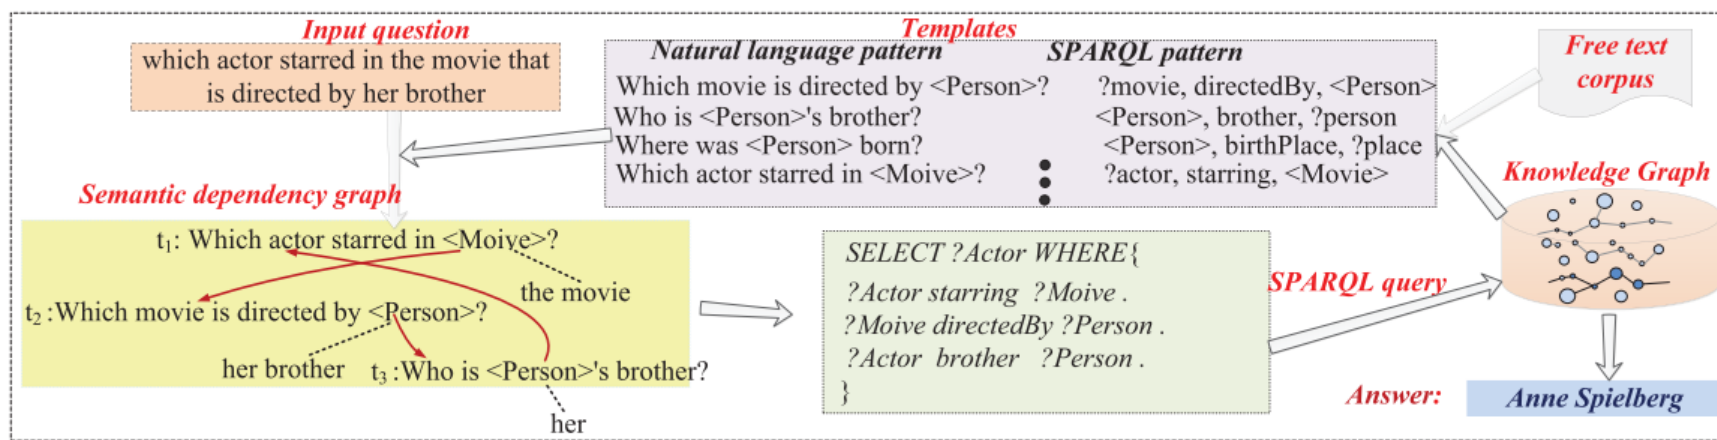 Input question
which actor starred in the movie that
is directed by her brother
Templates
Natural language pattern SPARQL pattern
Which movie is directed by <Person>? ?movie, directedBy, <Person>
Who is <Person>'s brother? <Person>, brother, ?person
Where was <Person> born? <Person>, birthPlace, ?place
Which actor starred in <Moive>? ?actor, starring, <Movie>
Free text
corpus
Knowledge Graph
Semantic dependency graph
t1: Which actor starred in <Moive>?
the movie
t2 :Which movie is directed by <Person>?
her brother
t3 :Who is <Person>'s brother?
her
SELECT ?Actor WHERE{
?Actor starring ?Moive .
?Moive directedBy ?Person .
?Actor brother ?Person .
}
SPARQL query
Answer:
Anne Spielberg